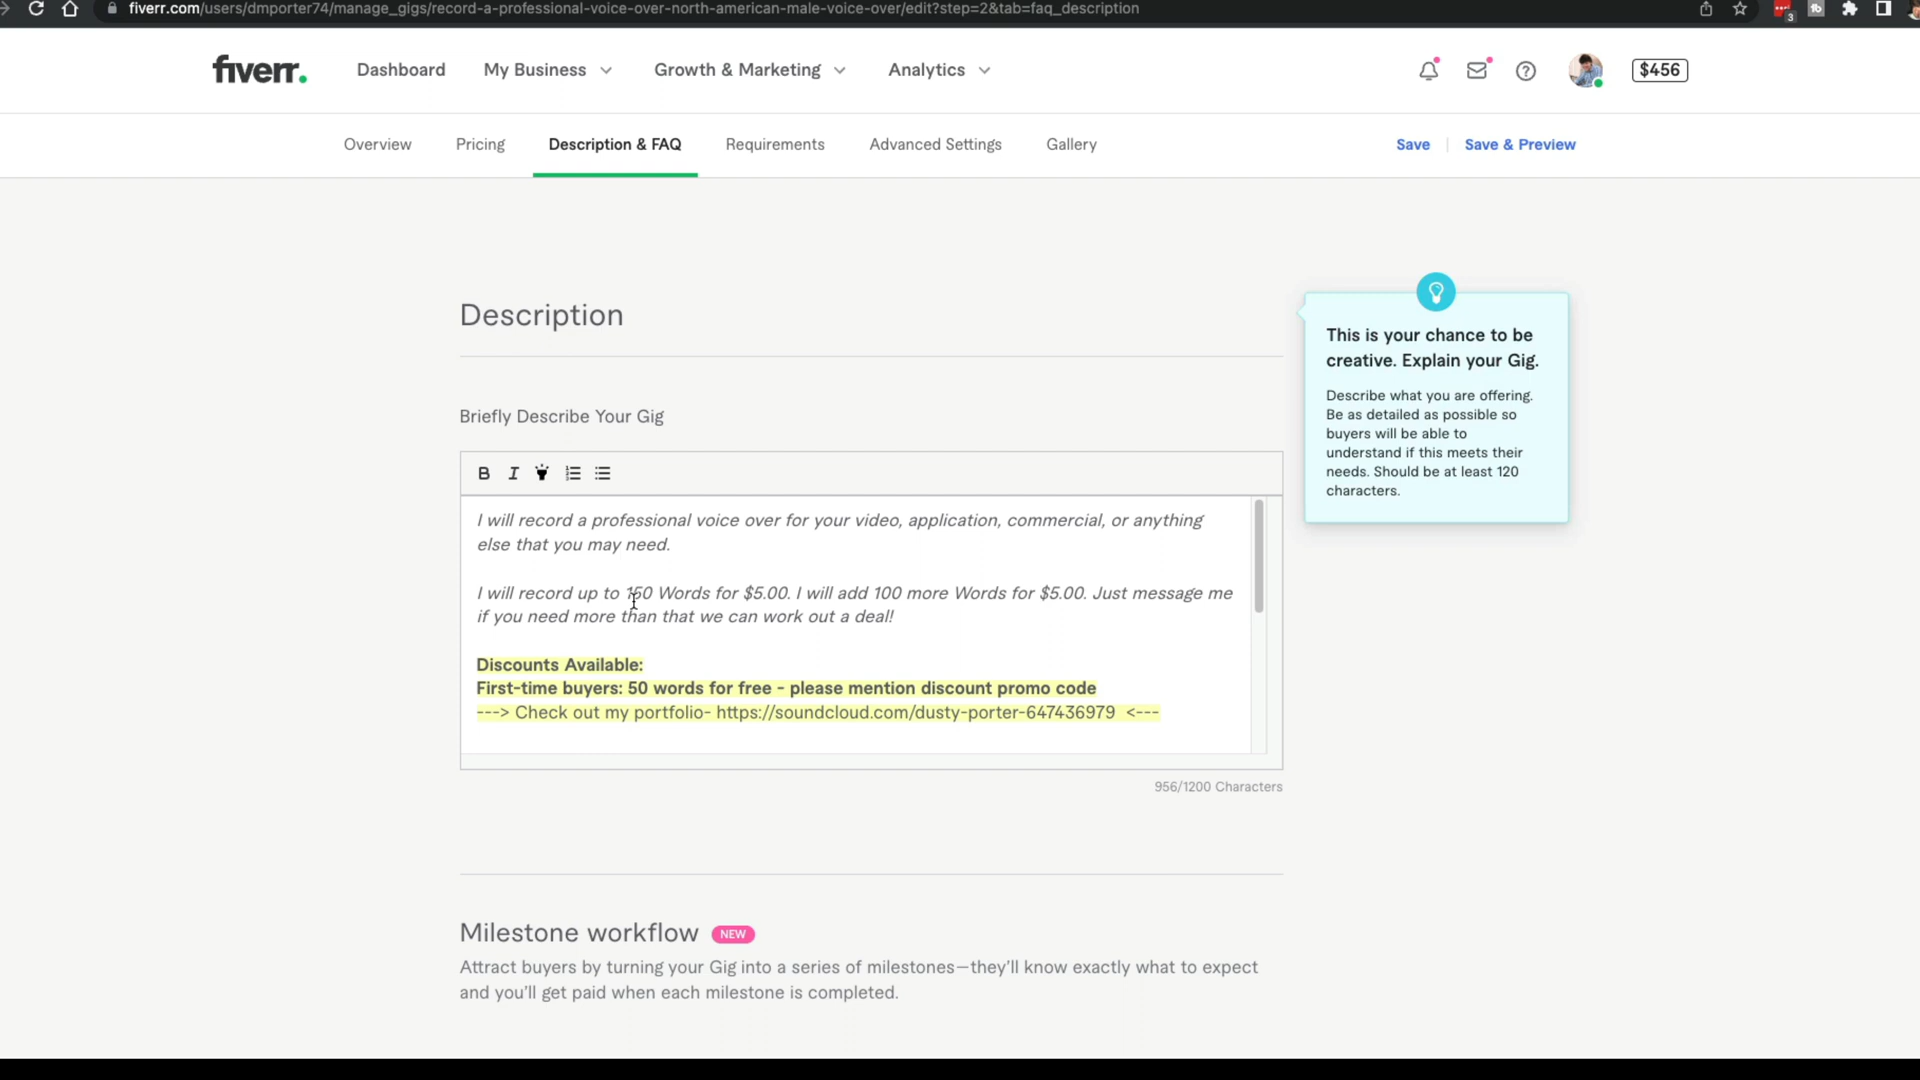 fiverr.com/users/dmporter74/manage_gigs/record-a-professional-voice-over-north-american-male-voice-over/edit?step=2&tab=faq_description
3
fiverr.
Dashboard
My Business
Growth & Marketing
Analytics
$456
Overview
Pricing
Description & FAQ
Requirements
Advanced Settings
Gallery
Save
Save & Preview
Description
Briefly Describe Your Gig
B I
I will record a professional voice over for your video, application, commercial, or anything
else that you may need.
I will record up to 150 Words for $5.00. I will add 100 more Words for $5.00. Just message me
if you need more than that we can work out a deal!
Discounts Available:
First-time buyers: 50 words for free - please mention discount promo code
---> Check out my portfolio- https://soundcloud.com/dusty-porter-647436979 <---
956/1200 Characters
This is your chance to be
creative. Explain your Gig.
Describe what you are offering.
Be as detailed as possible so
buyers will be able to
understand if this meets their
needs. Should be at least 120
characters.
Milestone workflow NEW
Attract buyers by turning your Gig into a series of milestones—they'll know exactly what to expect
and you'll get paid when each milestone is completed.